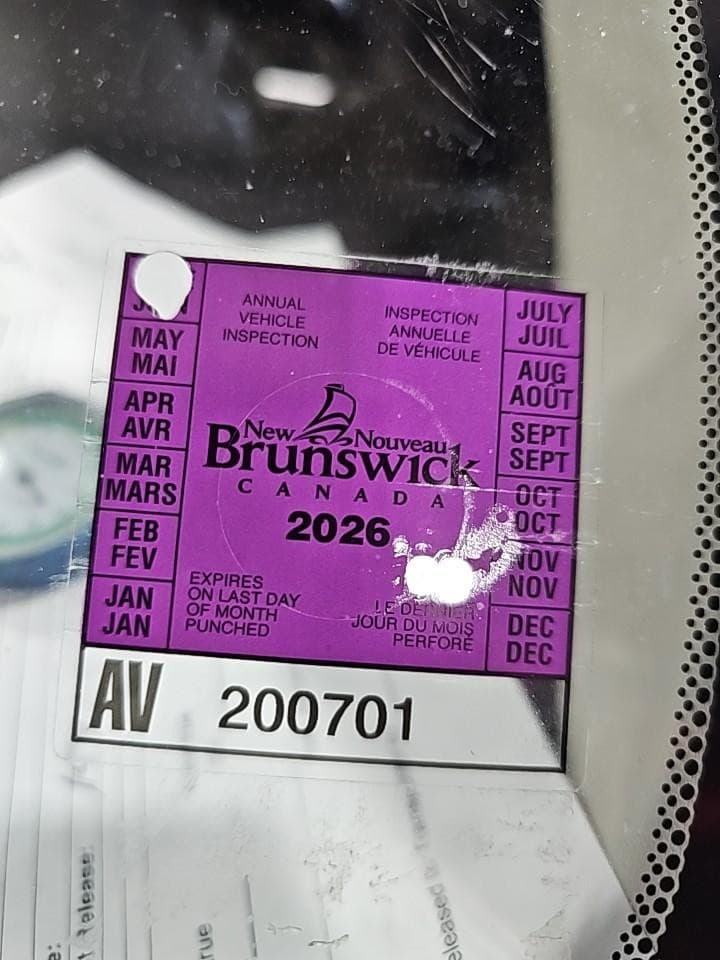 ANNUAL
VEHICLE
INSPECTION
INSPECTION
ANNUELLE
DE VÉHICULE
MAY
MAI
APR
AVR
MAR
MARS
FEB
FEV
JAN
JAN
JULY
JUIL
AUG
AOÛT
SEPT
SEPT
OCT
OCT
NOV
NOV
DEC
DEC
New Nouveau
Brunswick
CANADA
2026
EXPIRES
ON LAST DAY
OF MONTH
PUNCHED
LE DERNIER
JOUR DU MOIS
PERFORÉ
AV 200701
Release: